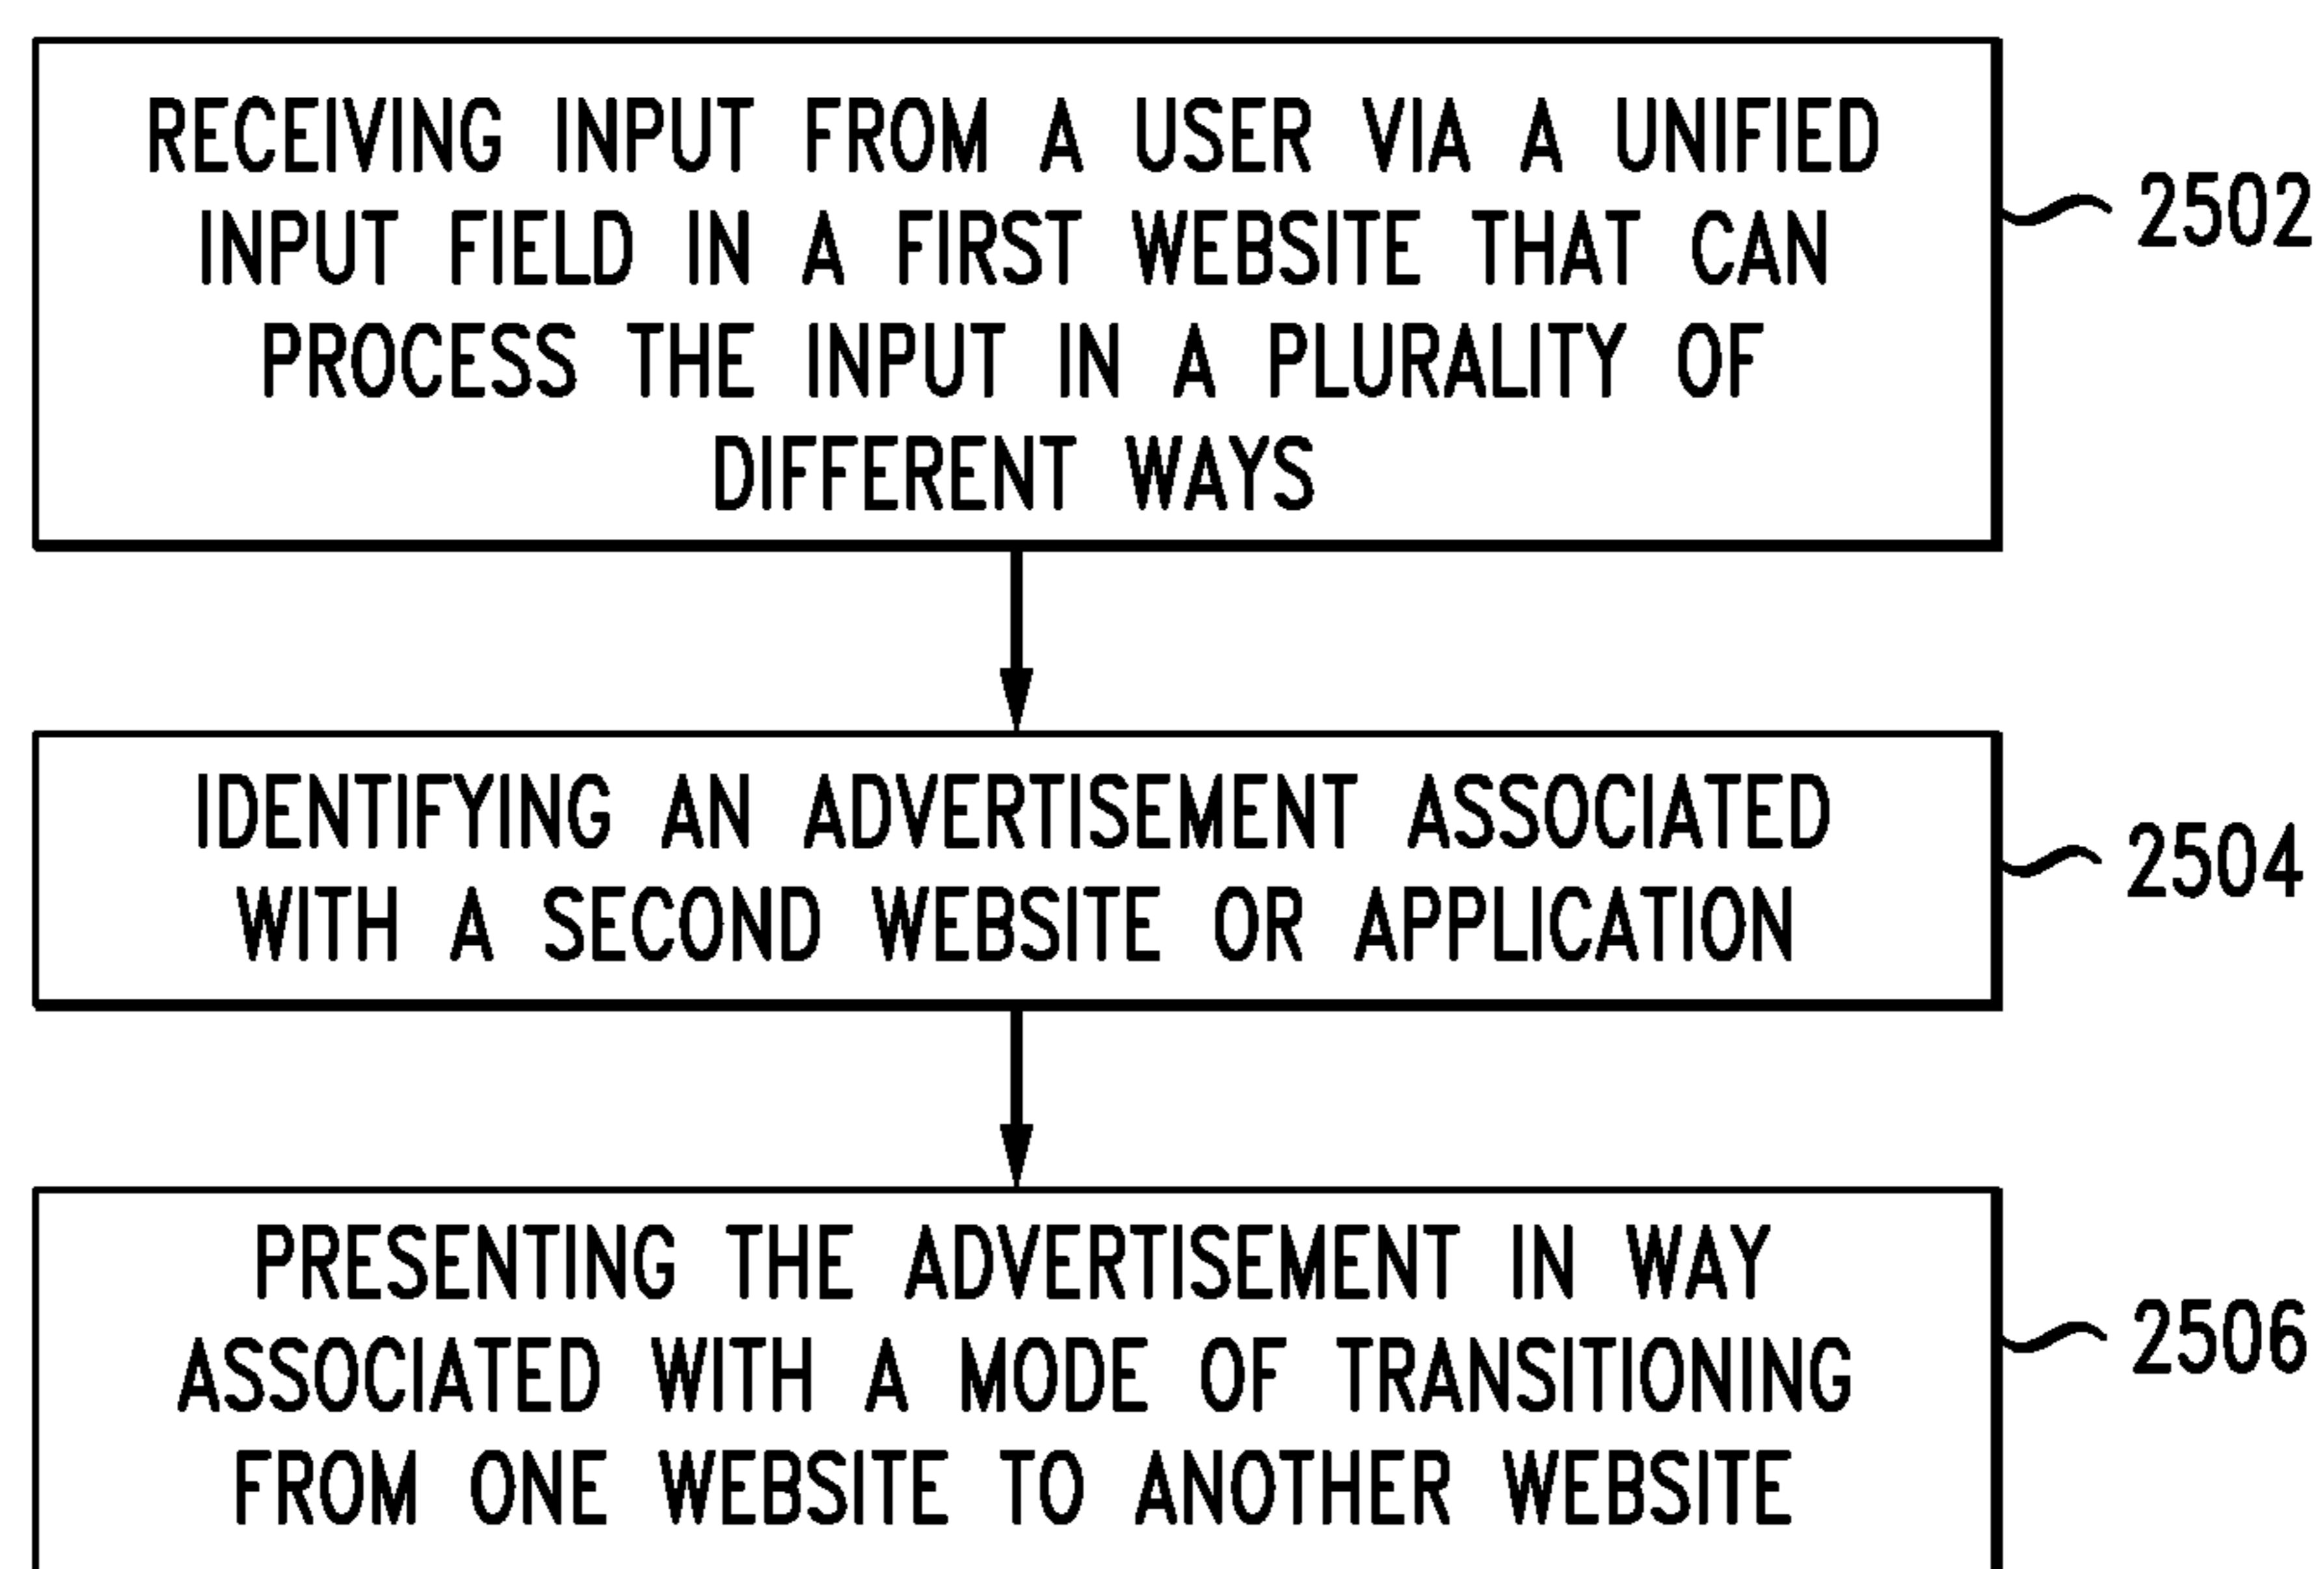 RECEIVING INPUT FROM A USER VIA A UNIFIED
INPUT FIELD IN A FIRST WEBSITE THAT CAN
PROCESS THE INPUT IN A PLURALITY OF
DIFFERENT WAYS
2502
IDENTIFYING AN ADVERTISEMENT ASSOCIATED
WITH A SECOND WEBSITE OR APPLICATION
2504
PRESENTING THE ADVERTISEMENT IN WAY
ASSOCIATED WITH A MODE OF TRANSITIONING
FROM ONE WEBSITE TO ANOTHER WEBSITE
2506